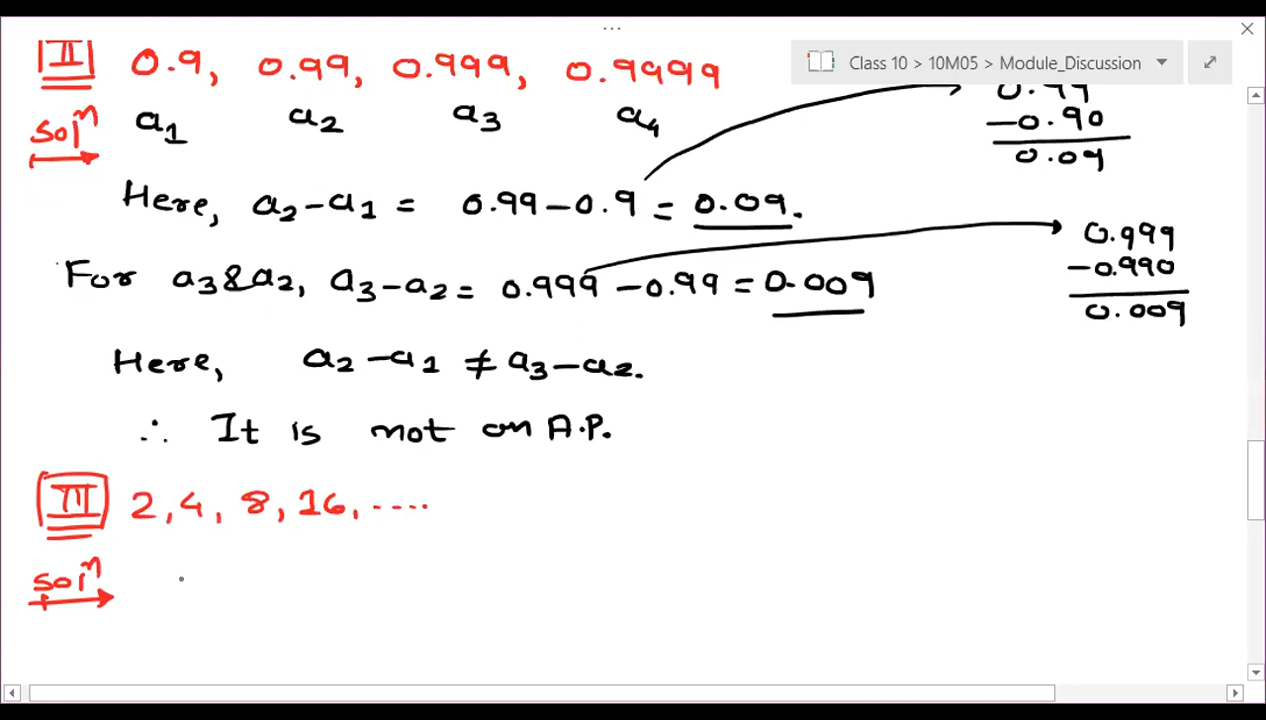 Class 10 > 10M05 > Module_Discussion
II 0.9, 0.99, 0.999, 0.9999
Solⁿ a1 a2 a3 a4
0.99
-0.90
0.09
Here, a2-a1 = 0.99-0.9 = 0.09.
For a3&a2, a3-a2 = 0.999-0.99 = 0.009
0.999
-0.990
0.009
Here, a2-a1 ≠ a3-a2.
∴ It is not an A.P.
III 2, 4, 8, 16, ....
Solⁿ